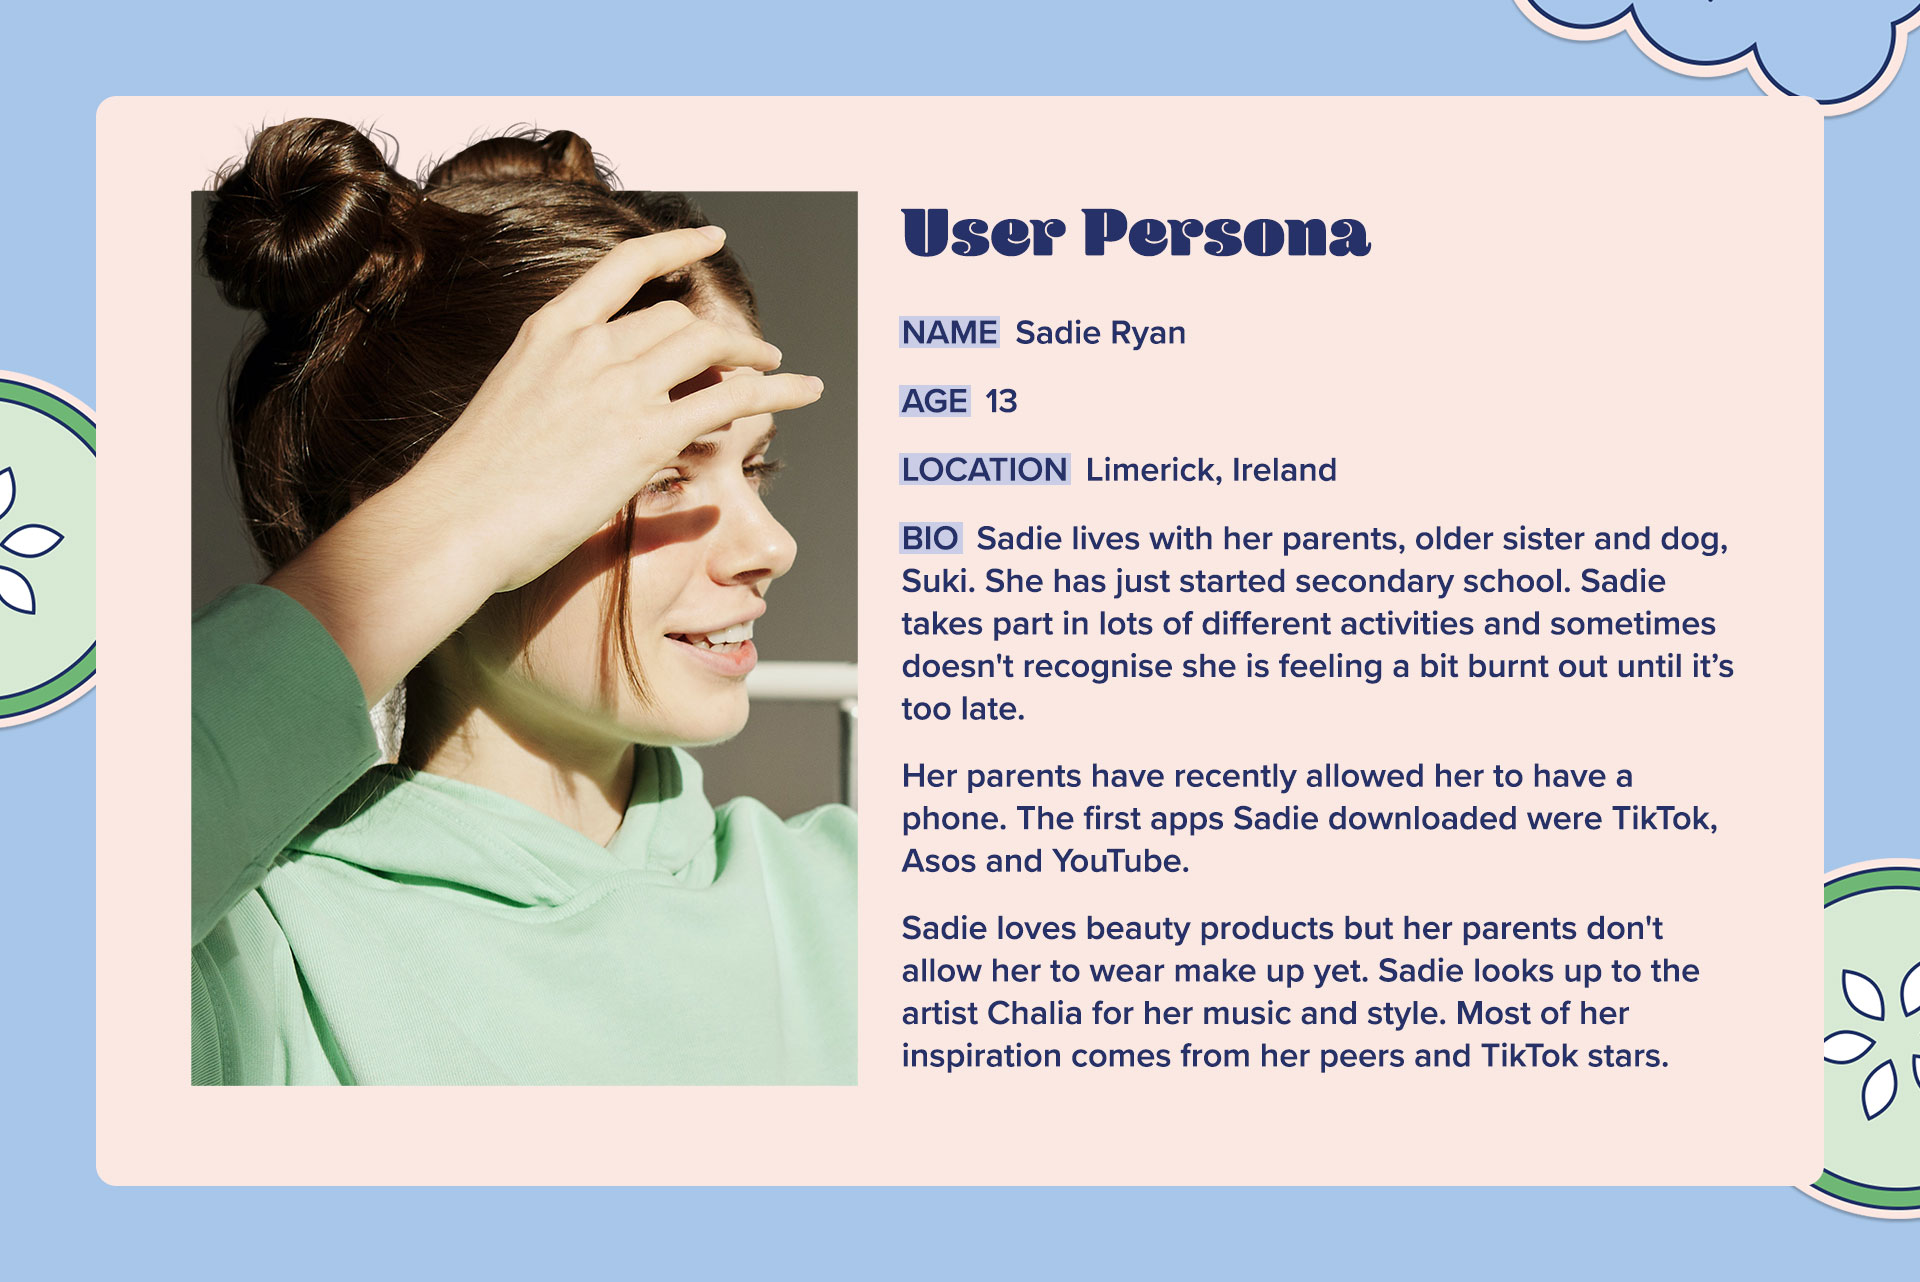 User Persona
NAME Sadie Ryan
AGE 13
LOCATION Limerick, Ireland
BIO Sadie lives with her parents, older sister and dog,
Suki. She has just started secondary school. Sadie
takes part in lots of different activities and sometimes
doesn't recognise she is feeling a bit burnt out until it’s
too late.
Her parents have recently allowed her to have a
phone. The first apps Sadie downloaded were TikTok,
Asos and YouTube.
Sadie loves beauty products but her parents don't
allow her to wear make up yet. Sadie looks up to the
artist Chalia for her music and style. Most of her
inspiration comes from her peers and TikTok stars.